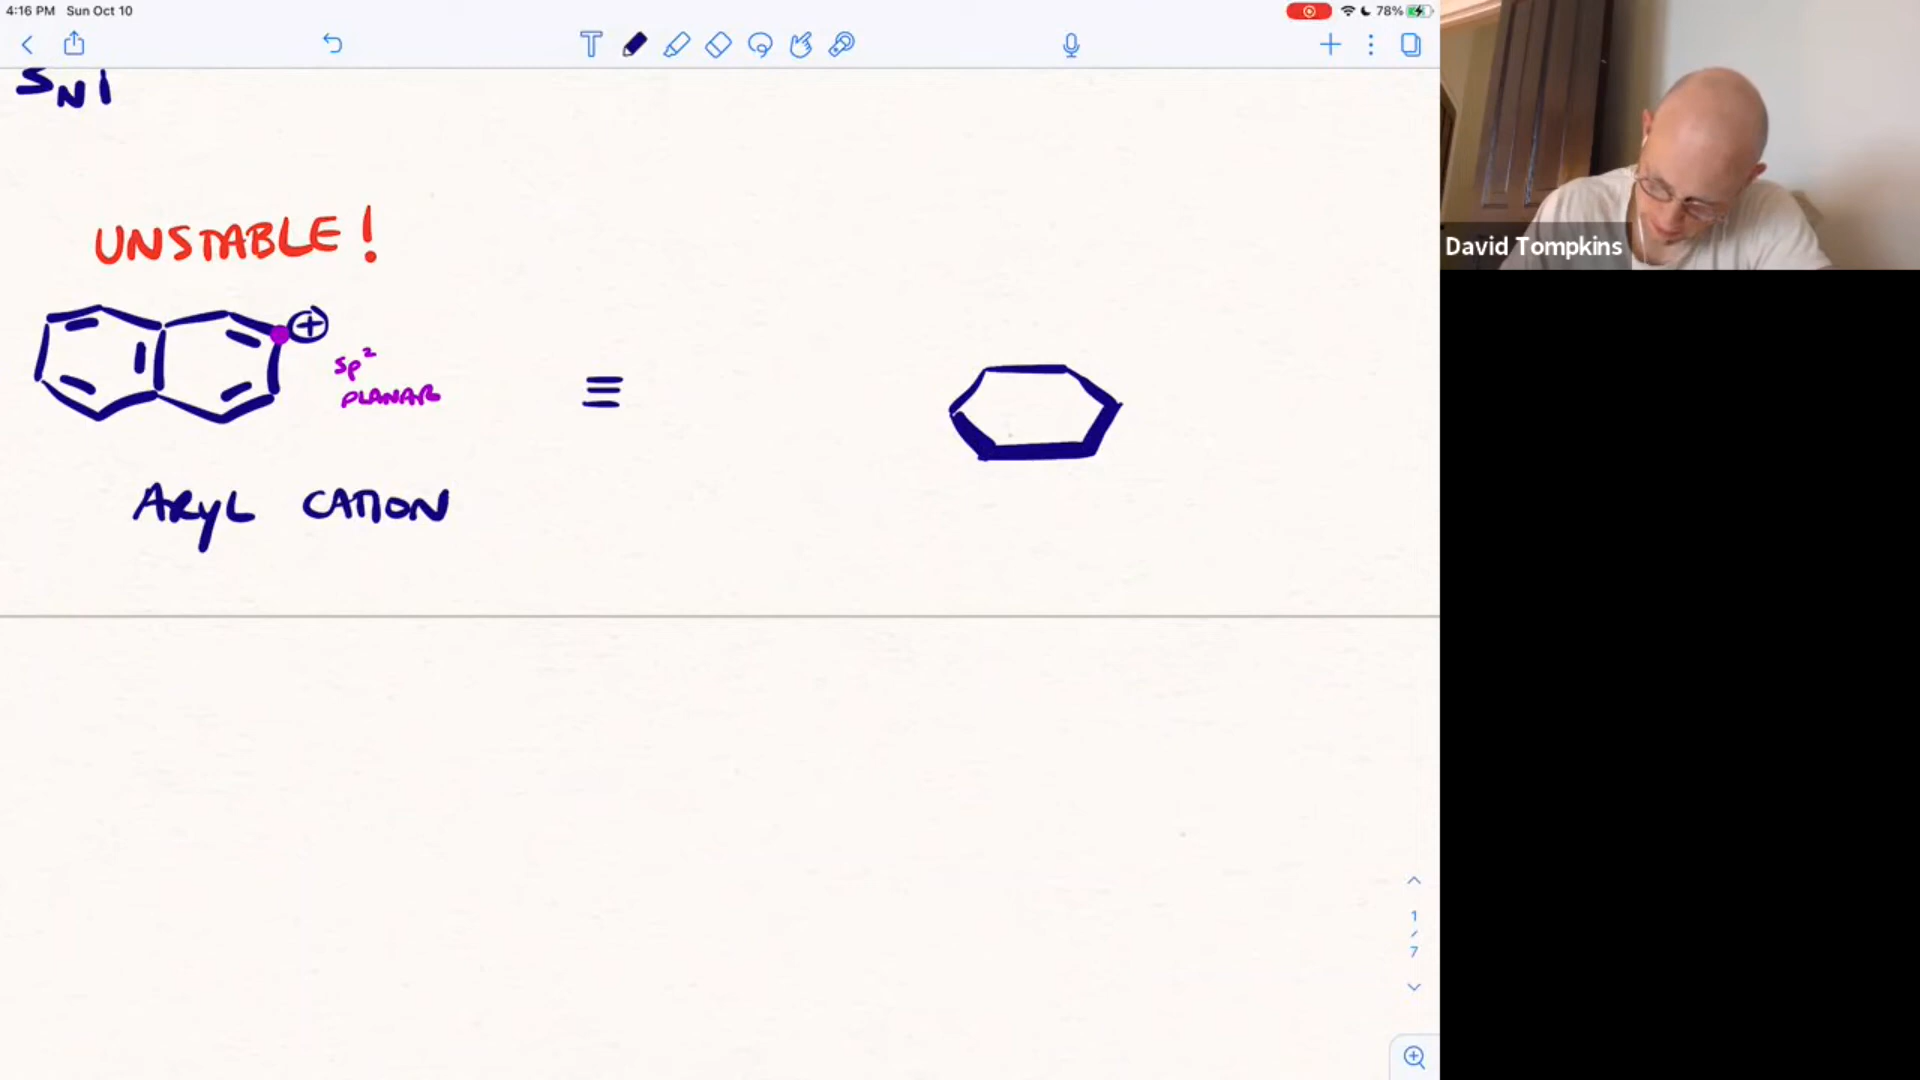 4:16 PM Sun Oct 10
78%
T
SN1
UNSTABLE!
+
sp²
PLANAR
≡
ARYL CATION
David Tompkins
1
/
7